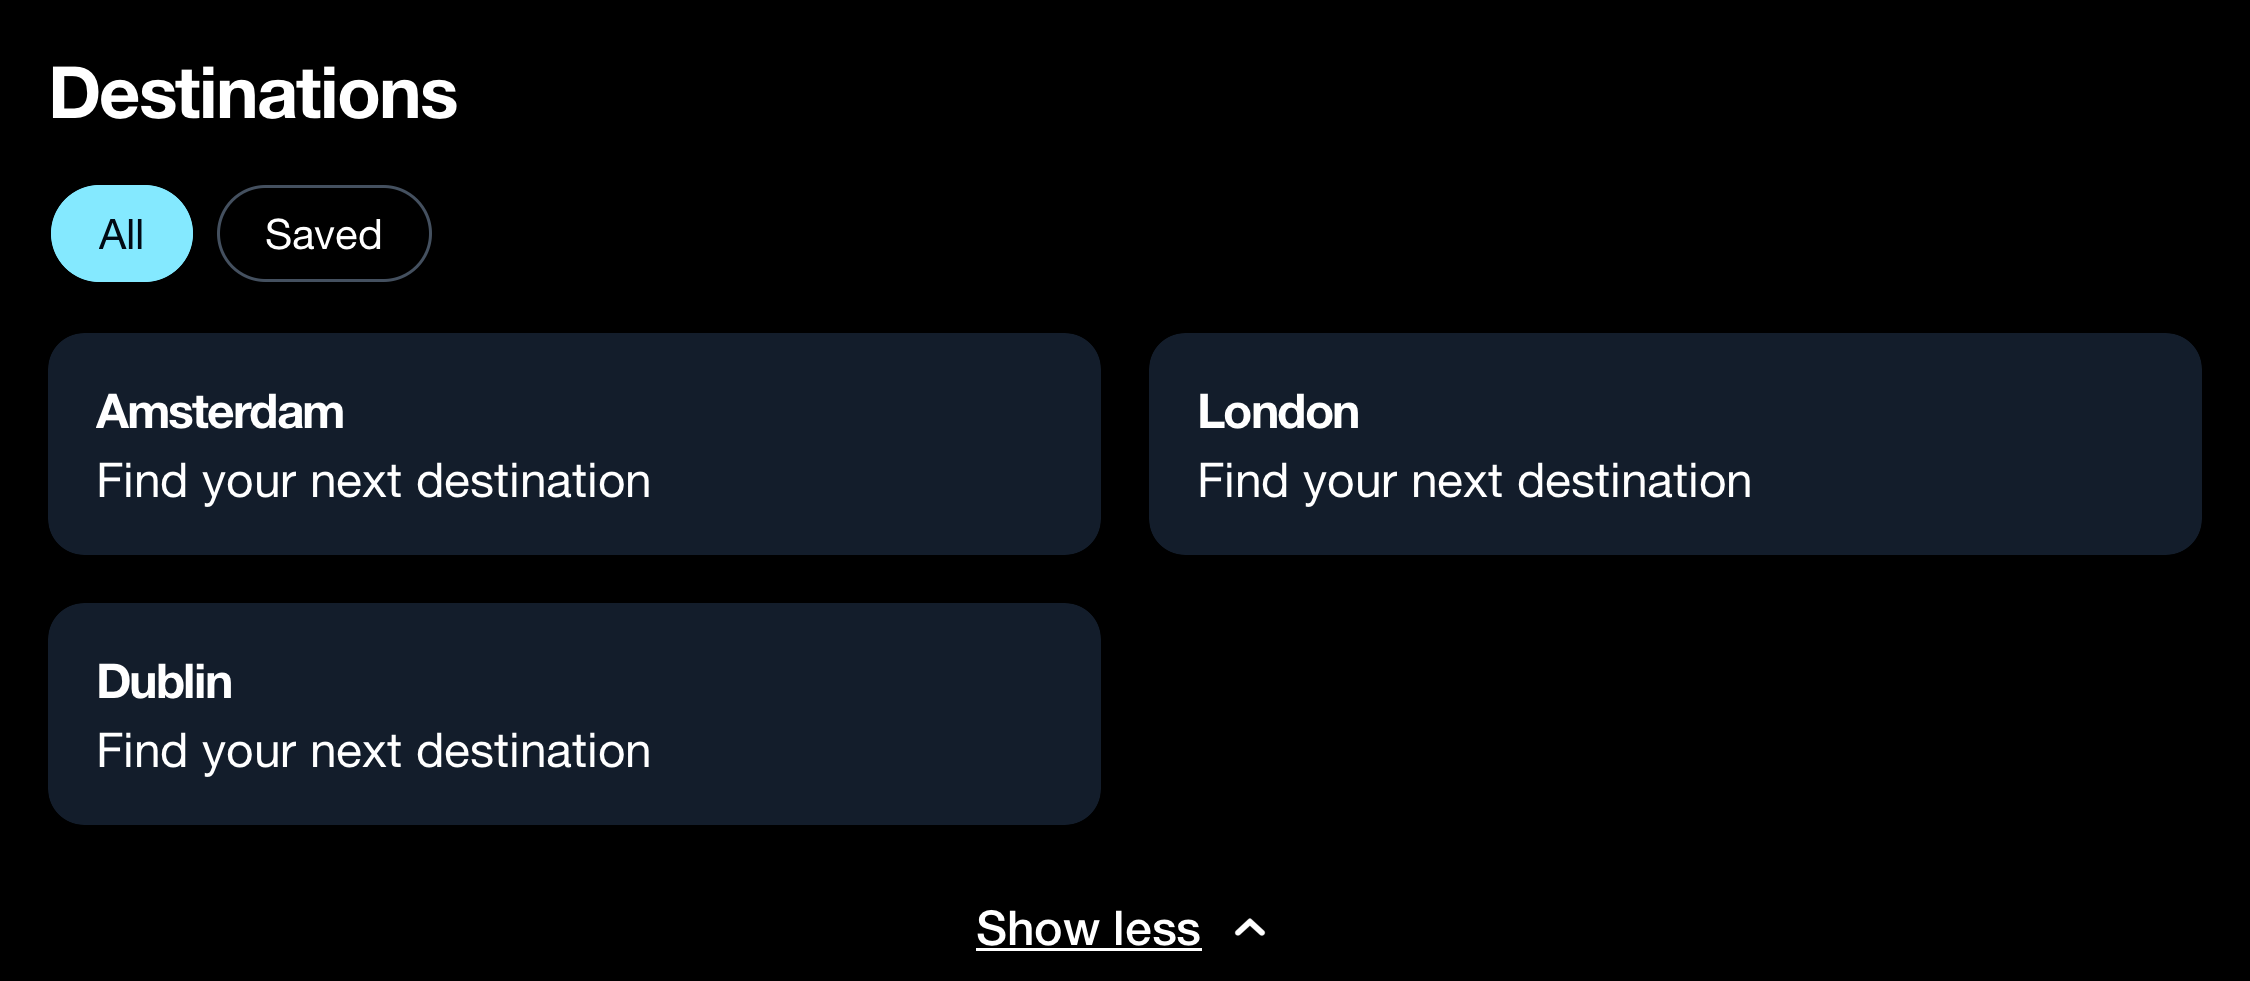 Destinations
All
Saved
Amsterdam
Find your next destination
London
Find your next destination
Dublin
Find your next destination
Show less